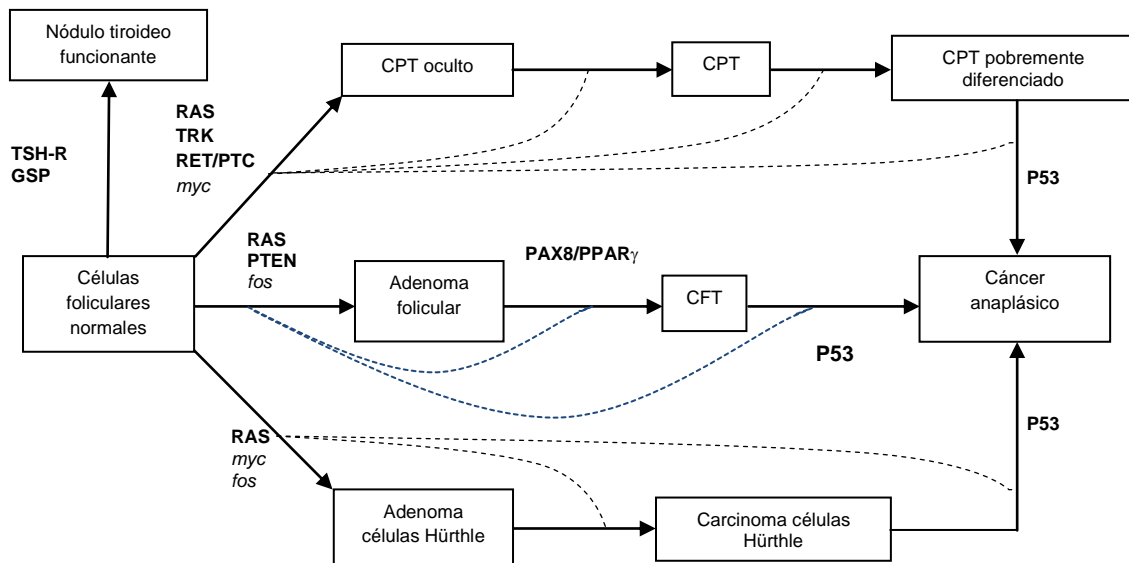 Nódulo tiroideo
funcionante
CPT oculto
CPT
CPT pobremente
diferenciado
RAS
TRK
RET/PTC
myc
TSH-R
GSP
P53
RAS
PTEN
fos
PAX8/PPARγ
Células
foliculares
normales
Adenoma
folicular
CFT
Cáncer
anaplásico
P53
RAS
myc
fos
P53
Adenoma
células Hürthle
Carcinoma células
Hürthle